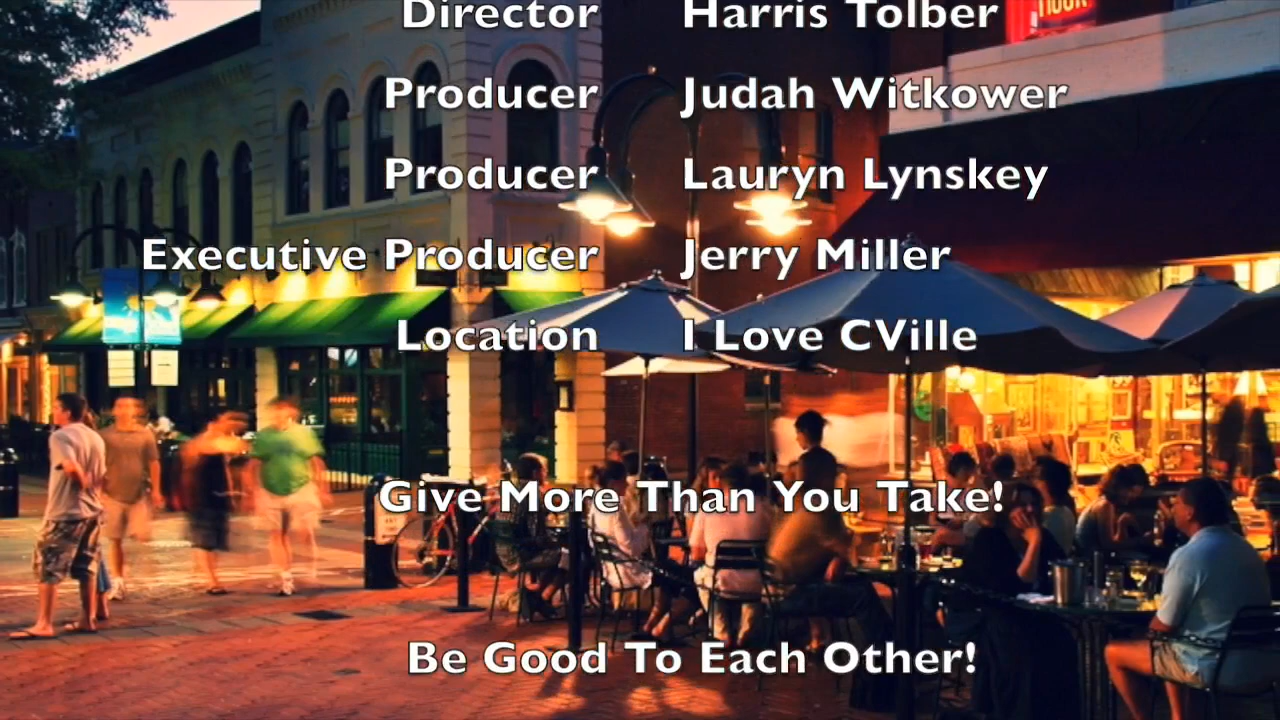 Director Harris Tolber
Producer Judah Witkower
Producer Lauryn Lynskey
Executive Producer Jerry Miller
Location I Love CVille
Give More Than You Take!
Be Good To Each Other!